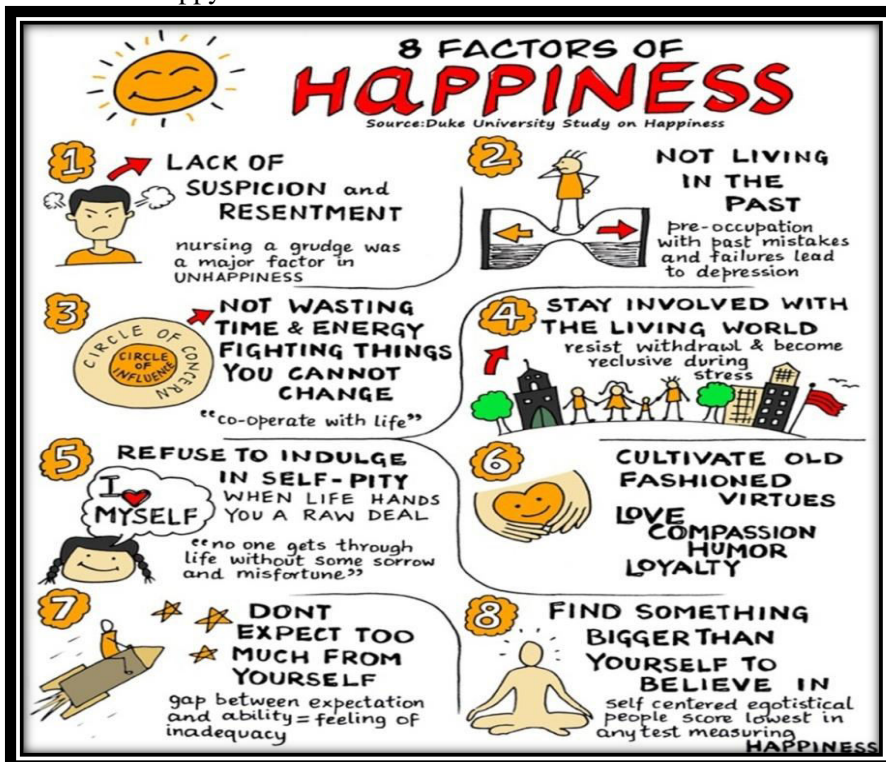 8 FACTORS OF
HAPPINESS
Source:Duke University Study on Happiness
1
LACK OF
SUSPICION and
RESENTMENT
nursing a grudge was
a major factor in
UNHAPPINESS
2
NOT LIVING
IN THE
PAST
pre-occupation
with past mistakes
and failures lead
to depression
3
CIRCLE OF CONCERN
CIRCLE
OF
INFLUENCE
NOT WASTING
TIME & ENERGY
FIGHTING THINGS
YOU CANNOT
CHANGE
"co-operate with life"
4
STAY INVOLVED WITH
THE LIVING WORLD
resist withdrawl & become
reclusive during
stress
5
REFUSE TO INDULGE
IN SELF-PITY
WHEN LIFE HANDS
YOU A RAW DEAL
I ❤
MYSELF
"no one gets through
life without some sorrow
and misfortune"
6
CULTIVATE OLD
FASHIONED
VIRTUES
LOVE
COMPASSION
HUMOR
LOYALTY
7
DONT
EXPECT TOO
MUCH FROM
YOURSELF
gap between expectation
and ability = feeling of
inadequacy
8
FIND SOMETHING
BIGGER THAN
YOURSELF TO
BELIEVE IN
self centered egotistical
people score lowest in
any test measuring
HAPPINESS